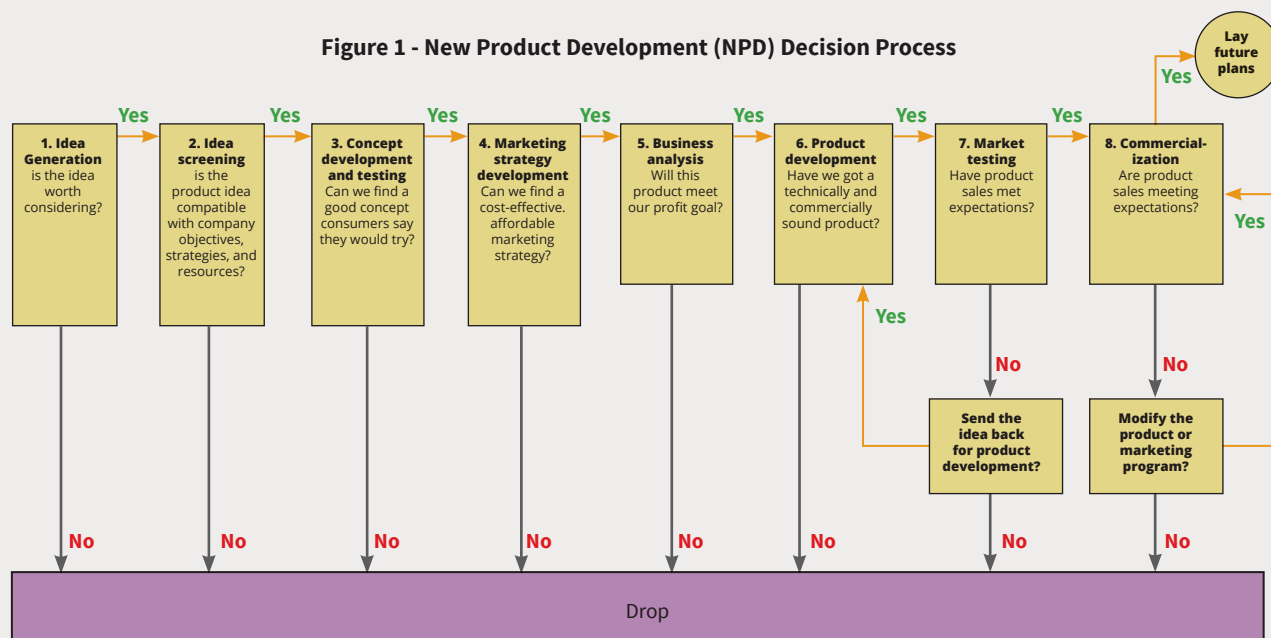 Figure 1 - New Product Development (NPD) Decision Process
Lay
future
plans
Yes
Yes
Yes
Yes
Yes
Yes
Yes
Yes
1. Idea
Generation
is the idea
worth
considering?
2. Idea
screening
is the
product idea
compatible
with company
objectives,
strategies, and
resources?
3. Concept
development
and testing
Can we find a
good concept
consumers say
they would try?
4. Marketing
strategy
development
Can we find a
cost-effective.
affordable
marketing
strategy?
5. Business
analysis
Will this
product meet
our profit goal?
6. Product
development
Have we got a
technically and
commercially
sound product?
7. Market
testing
Have product
sales met
expectations?
8. Commercial-
ization
Are product
sales meeting
expectations?
Yes
Yes
No
No
Send the
idea back
for product
development?
Modify the
product or
marketing
program?
No
No
No
No
No
No
No
No
Drop